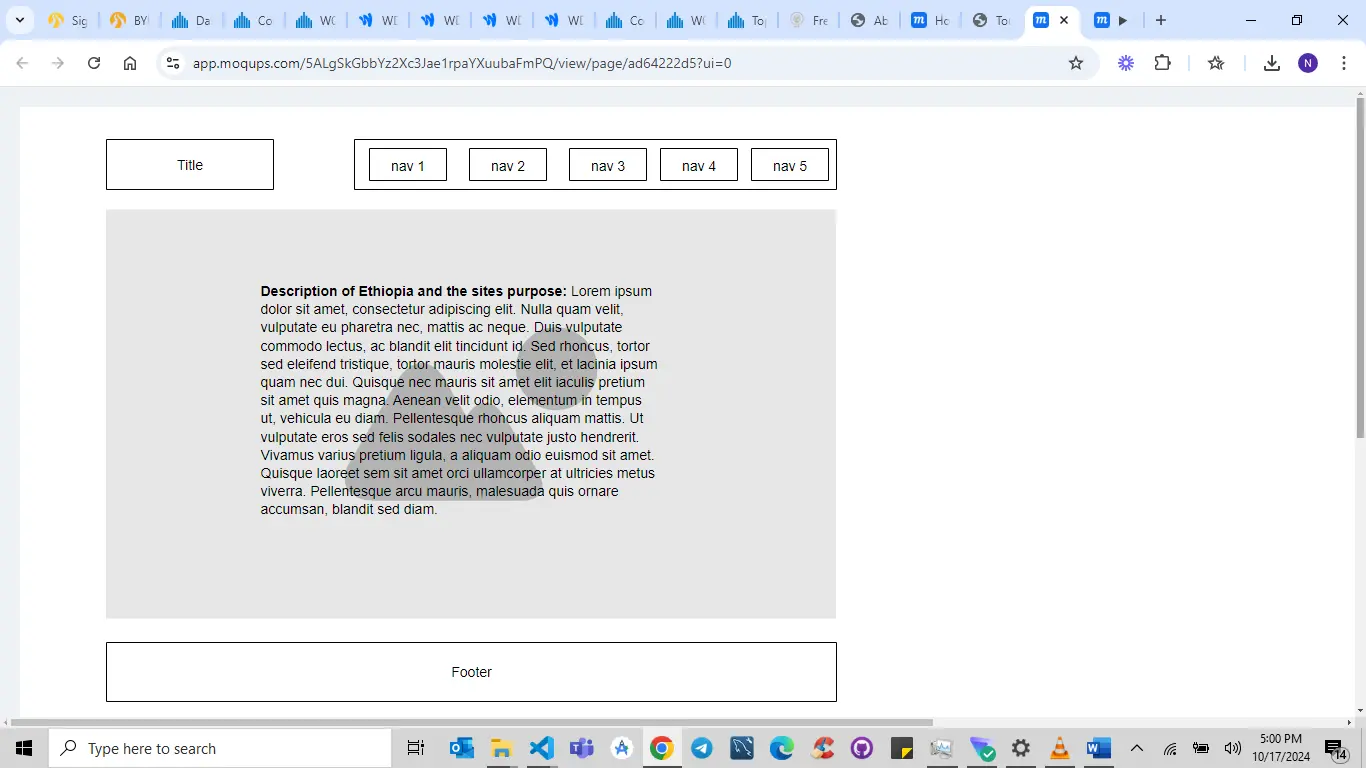 Sig
BY
Da
Co
WO
WD
WD
WD
WD
Co
WO
To
Fre
Ab
Ho
To
app.moqups.com/5ALgSkGbbYz2Xc3Jae1rpaYXuubaFmPQ/view/page/ad64222d5?ui=0
N
Title
nav 1
nav 2
nav 3
nav 4
nav 5
Description of Ethiopia and the sites purpose: Lorem ipsum
dolor sit amet, consectetur adipiscing elit. Nulla quam velit,
vulputate eu pharetra nec, mattis ac neque. Duis vulputate
commodo lectus, ac blandit elit tincidunt id. Sed rhoncus, tortor
sed eleifend tristique, tortor mauris molestie elit, et lacinia ipsum
quam nec dui. Quisque nec mauris sit amet elit iaculis pretium
sit amet quis magna. Aenean velit odio, elementum in tempus
ut, vehicula eu diam. Pellentesque rhoncus aliquam mattis. Ut
vulputate eros sed felis sodales nec vulputate justo hendrerit.
Vivamus varius pretium ligula, a aliquam odio euismod sit amet.
Quisque laoreet sem sit amet orci ullamcorper at ultricies metus
viverra. Pellentesque arcu mauris, malesuada quis ornare
accumsan, blandit sed diam.
Footer
Type here to search
5:00 PM
10/17/2024
14